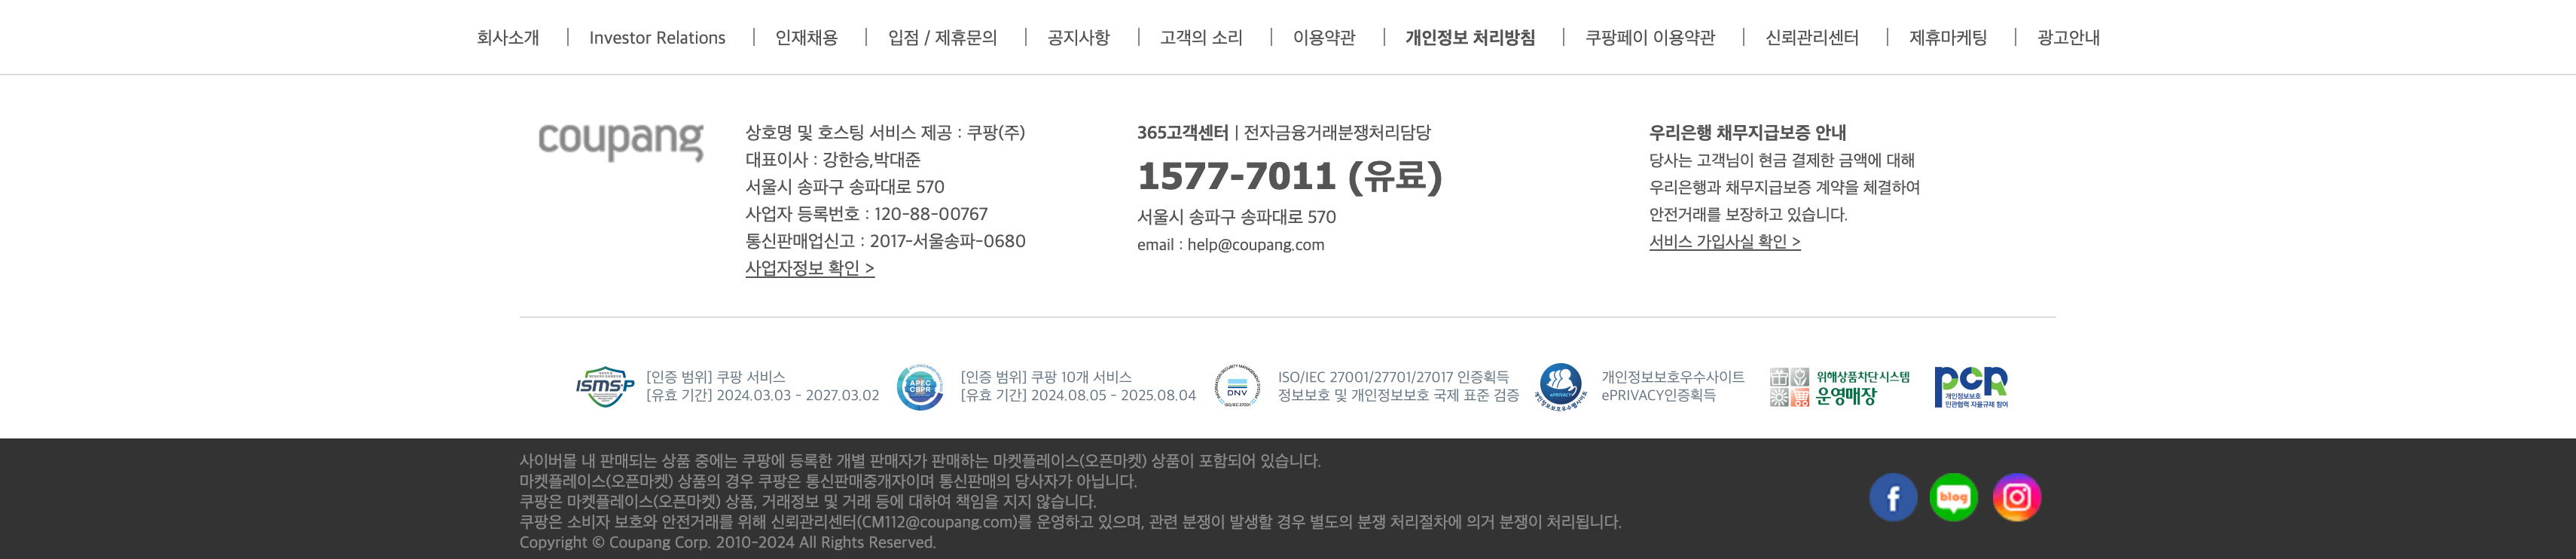 회사소개 | Investor Relations | 인재채용 | 입점 / 제휴문의 | 공지사항 | 고객의 소리 | 이용약관 | 개인정보 처리방침 | 쿠팡페이 이용약관 | 신뢰관리센터 | 제휴마케팅 | 광고안내
coupang
상호명 및 호스팅 서비스 제공 : 쿠팡(주)
대표이사 : 강한승,박대준
서울시 송파구 송파대로 570
사업자 등록번호 : 120-88-00767
통신판매업신고 : 2017-서울송파-0680
사업자정보 확인 >
365고객센터 | 전자금융거래분쟁처리담당
1577-7011 (유료)
서울시 송파구 송파대로 570
email : help@coupang.com
우리은행 채무지급보증 안내
당사는 고객님이 현금 결제한 금액에 대해
우리은행과 채무지급보증 계약을 체결하여
안전거래를 보장하고 있습니다.
서비스 가입사실 확인 >
ISMS-P
[인증 범위] 쿠팡 서비스
[유효 기간] 2024.03.03 - 2027.03.02
APEC
CBPR
[인증 범위] 쿠팡 10개 서비스
[유효 기간] 2024.08.05 - 2025.08.04
DNV
ISO/IEC 27001
ISO/IEC 27001/27701/27017 인증획득
정보보호 및 개인정보보호 국제 표준 검증
ePRIVACY
개인정보보호우수사이트
ePRIVACY인증획득
위해상품차단시스템
운영매장
pcr
개인정보보호
민관협력 자율규제 참여
사이버몰 내 판매되는 상품 중에는 쿠팡에 등록한 개별 판매자가 판매하는 마켓플레이스(오픈마켓) 상품이 포함되어 있습니다.
마켓플레이스(오픈마켓) 상품의 경우 쿠팡은 통신판매중개자이며 통신판매의 당사자가 아닙니다.
쿠팡은 마켓플레이스(오픈마켓) 상품, 거래정보 및 거래 등에 대하여 책임을 지지 않습니다.
쿠팡은 소비자 보호와 안전거래를 위해 신뢰관리센터(CM112@coupang.com)를 운영하고 있으며, 관련 분쟁이 발생할 경우 별도의 분쟁 처리절차에 의거 분쟁이 처리됩니다.
Copyright © Coupang Corp. 2010-2024 All Rights Reserved.
f
blog